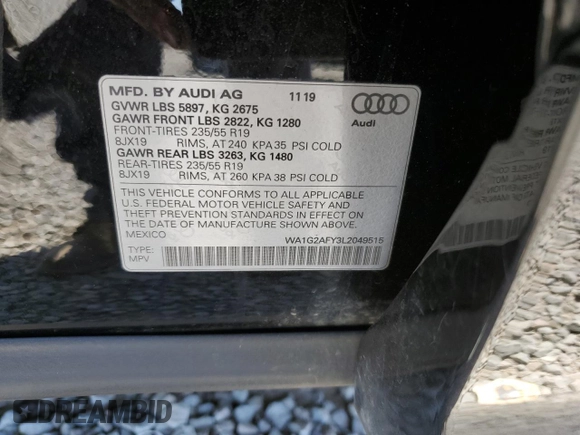 MFD. BY AUDI AG 11 19
GVWR LBS 5897, KG 2675
GAWR FRONT LBS 2822, KG 1280
FRONT-TIRES 235/55 R19
8JX19 RIMS, AT 240 KPA 35 PSI COLD
GAWR REAR LBS 3263, KG 1480
REAR-TIRES 235/55 R19
8JX19 RIMS, AT 260 KPA 38 PSI COLD
Audi
THIS VEHICLE CONFORMS TO ALL APPLICABLE
U.S. FEDERAL MOTOR VEHICLE SAFETY AND
THEFT PREVENTION STANDARDS IN EFFECT ON
THE DATE OF MANUFACTURE SHOWN ABOVE.
MEXICO
WA1G2AFY3L2049515
TYPE:
MPV
DREAMBID